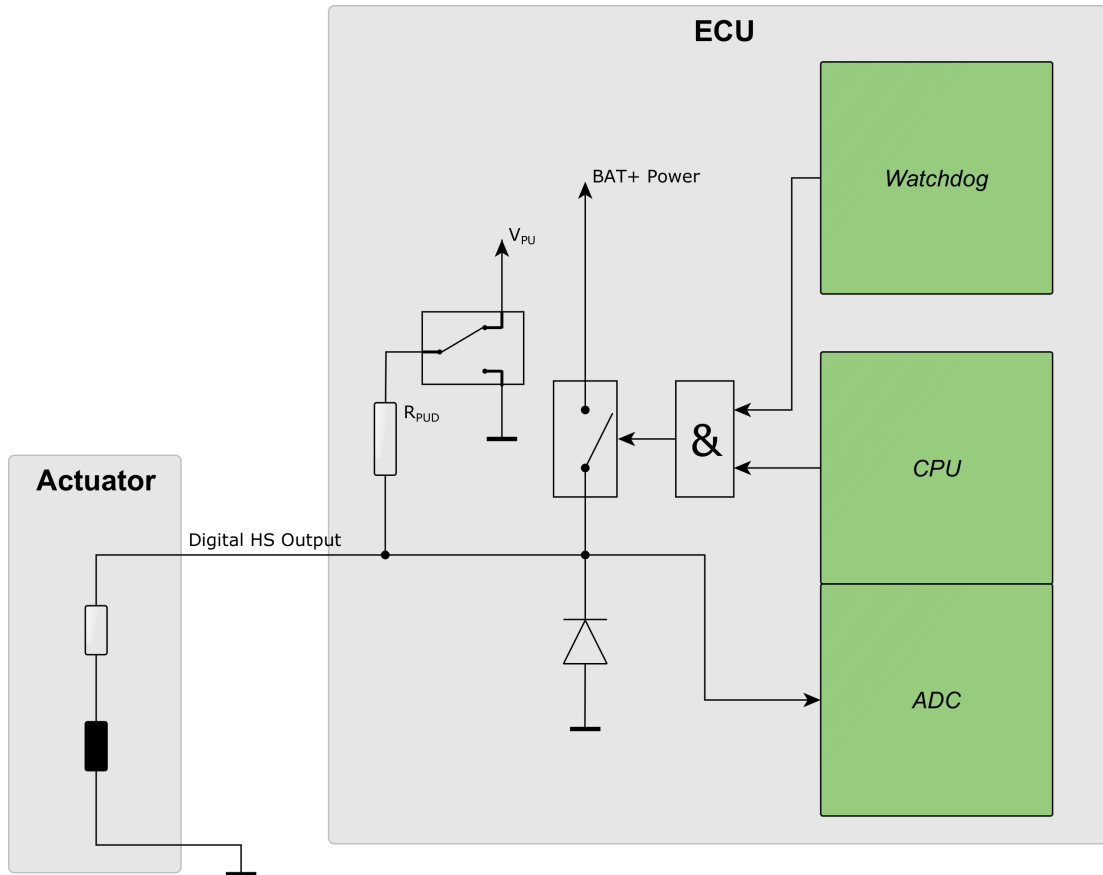 ECU
Watchdog
BAT+ Power
VPU
RPUD
&
CPU
Actuator
Digital HS Output
ADC